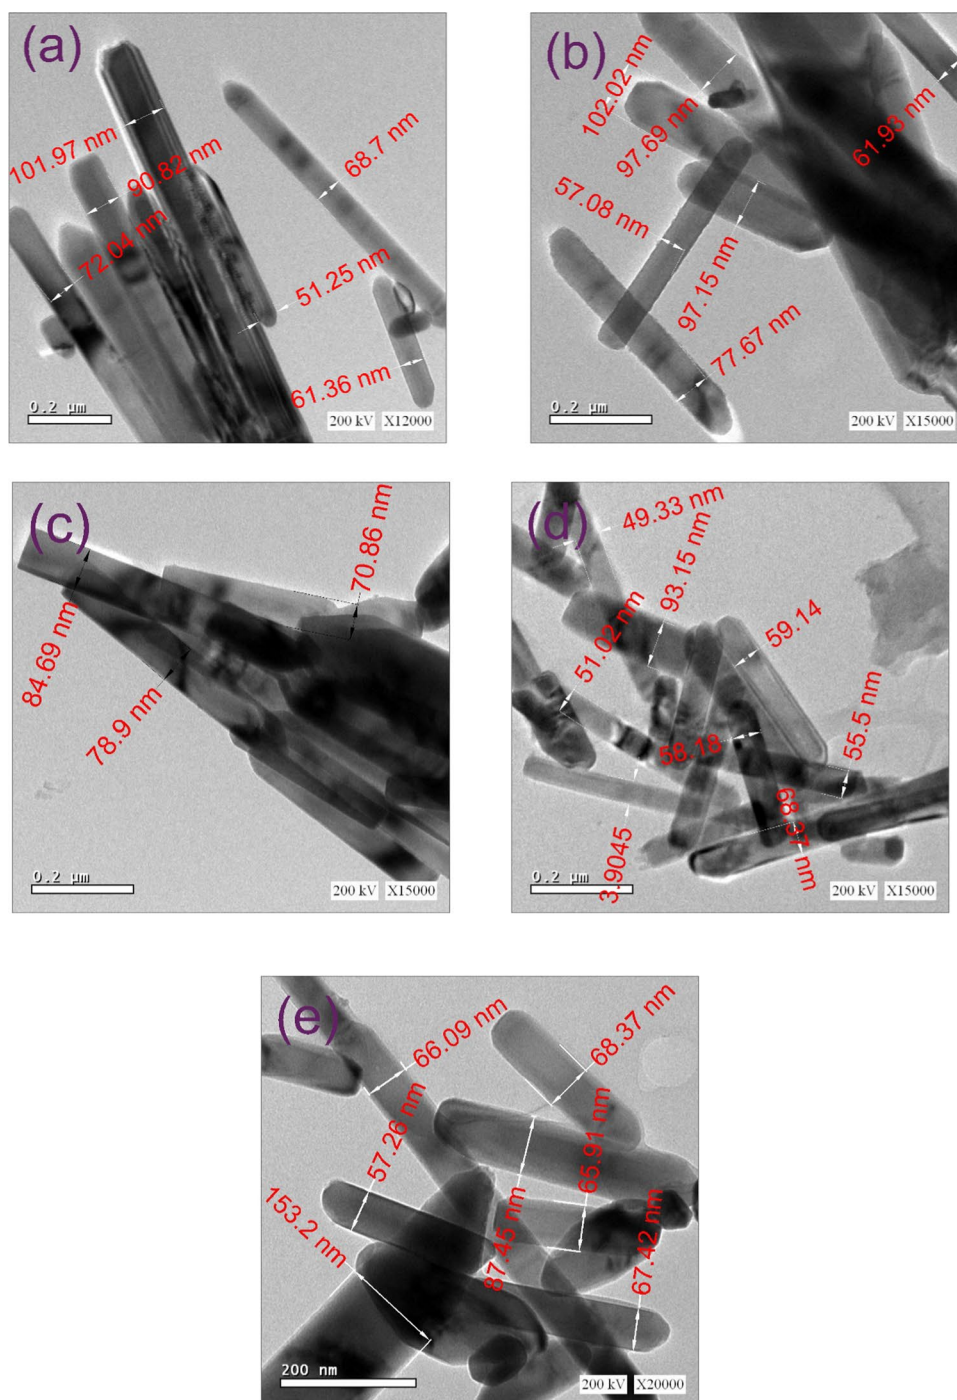 (a)
101.97 nm
90.82 nm
72.04 nm
68.7 nm
51.25 nm
61.36 nm
0.2 µm
200 kV X12000
(b)
102.02 nm
97.69 nm
61.93 nm
57.08 nm
97.15 nm
77.67 nm
0.2 µm
200 kV X15000
(c)
70.86 nm
84.69 nm
78.9 nm
0.2 µm
200 kV X15000
(d)
49.33 nm
93.15 nm
51.02 nm
59.14
58.18
55.5 nm
68.37 nm
3.9045
0.2 µm
200 kV X15000
(e)
66.09 nm
68.37 nm
57.26 nm
65.91 nm
153.2 nm
87.45 nm
67.42 nm
200 nm
200 kV X20000